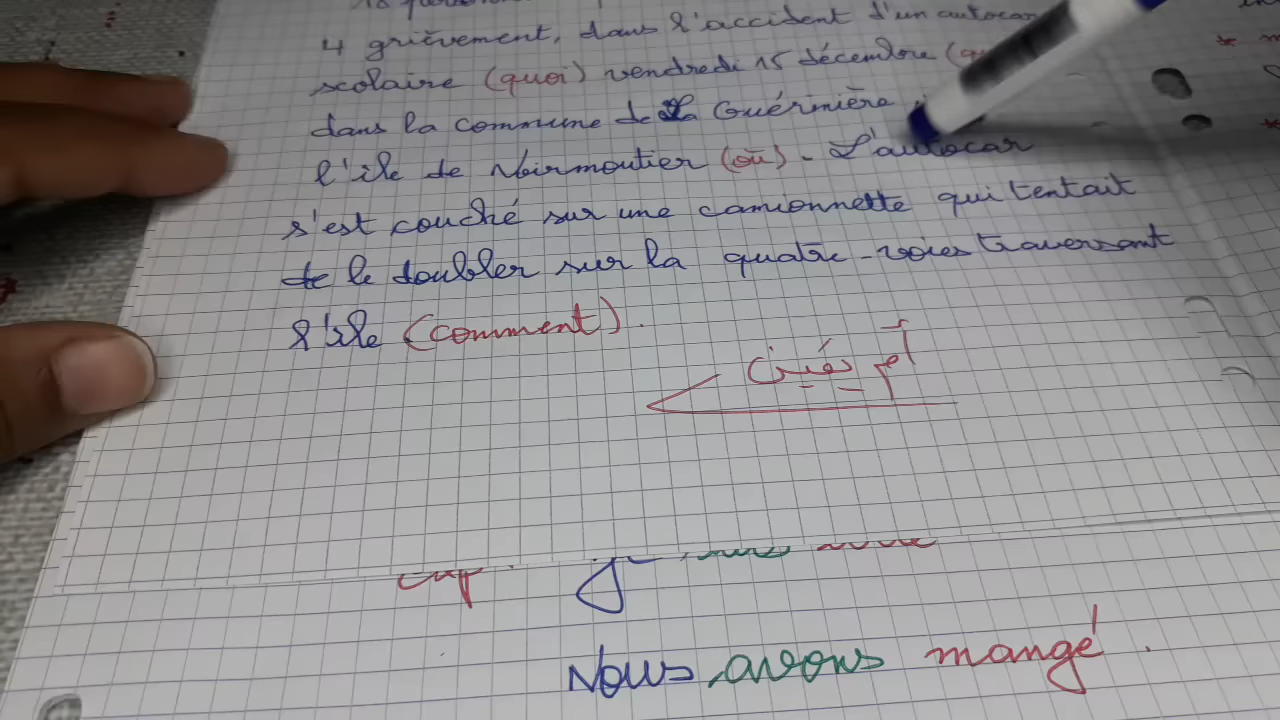 4 grièvement, dans l'accident d'un autocar
scolaire (quoi) vendredi 15 décembre
dans la commune de La Guérinière
l'île de Noirmoutier (où). L'autocar
s'est couché sur une camionnette qui tentait
de le doubler sur la quatre-voies traversant
l'île (comment).
Nous avons mangé.